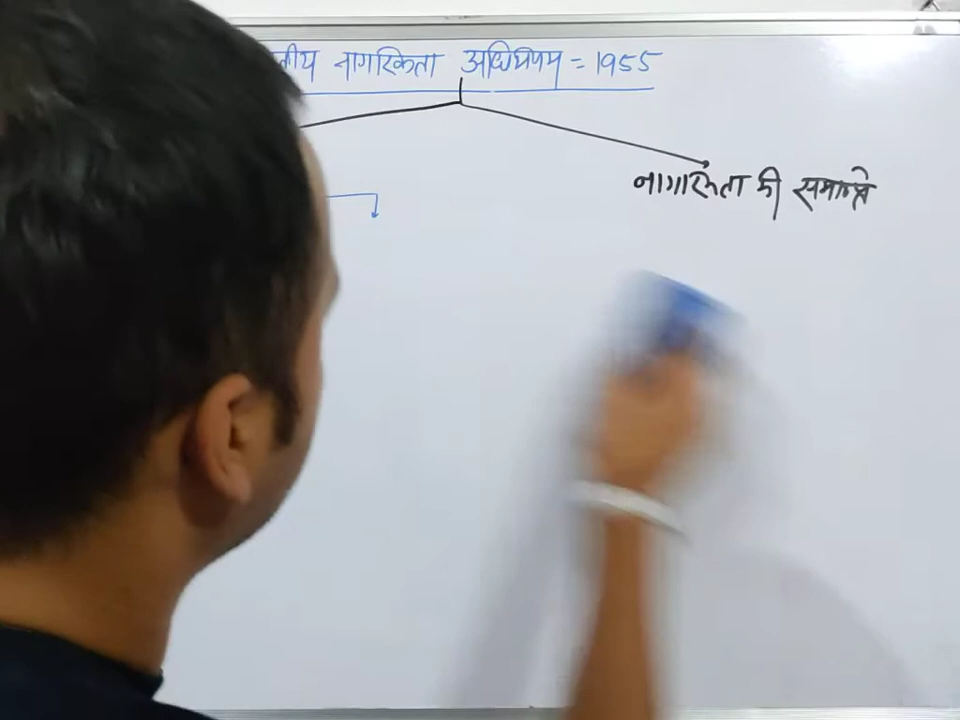 नागरिकता अधिनियम = 1955
नागरिकता की समाप्ति